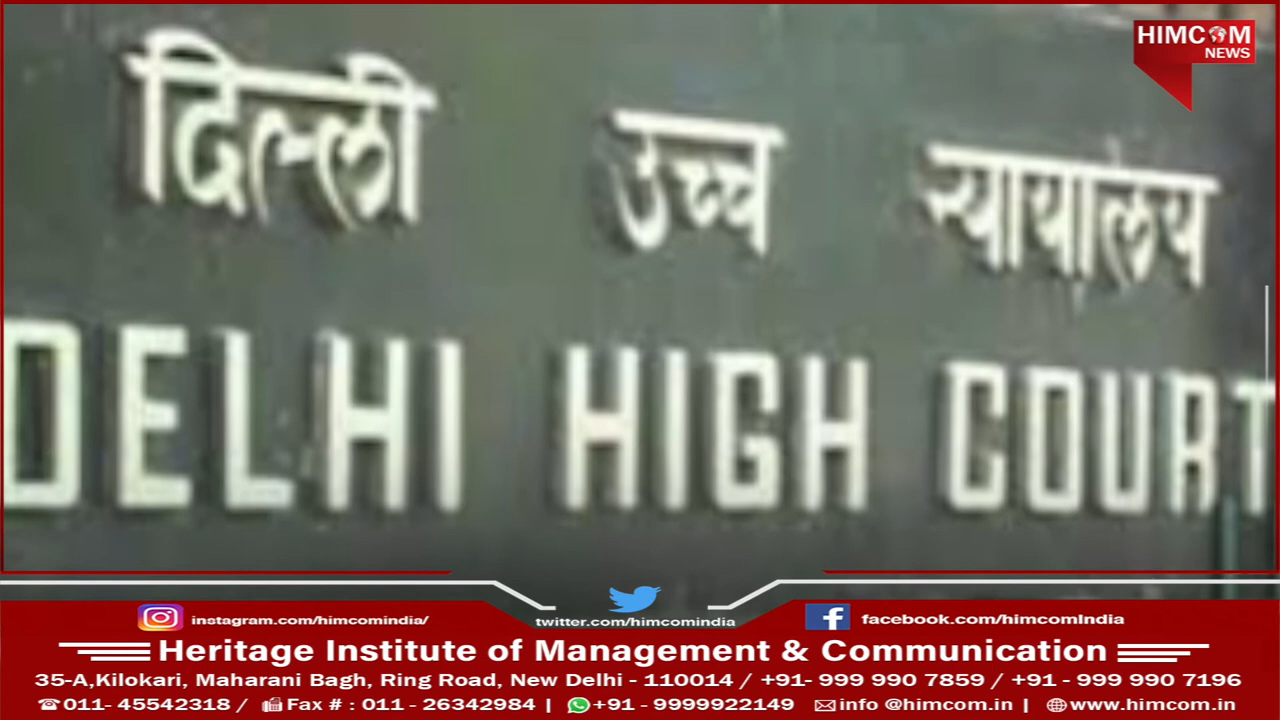 HIMCOM
NEWS
दिल्ली उच्च न्यायालय
DELHI HIGH COURT
instagram.com/himcomindia/
twitter.com/himcomindia
facebook.com/himcomIndia
Heritage Institute of Management & Communication
35-A,Kilokari, Maharani Bagh, Ring Road, New Delhi - 110014 / +91- 999 990 7859 / +91 - 999 990 7196
011- 45542318 / Fax # : 011 - 26342984 | +91 - 9999922149 info @himcom.in | www.himcom.in